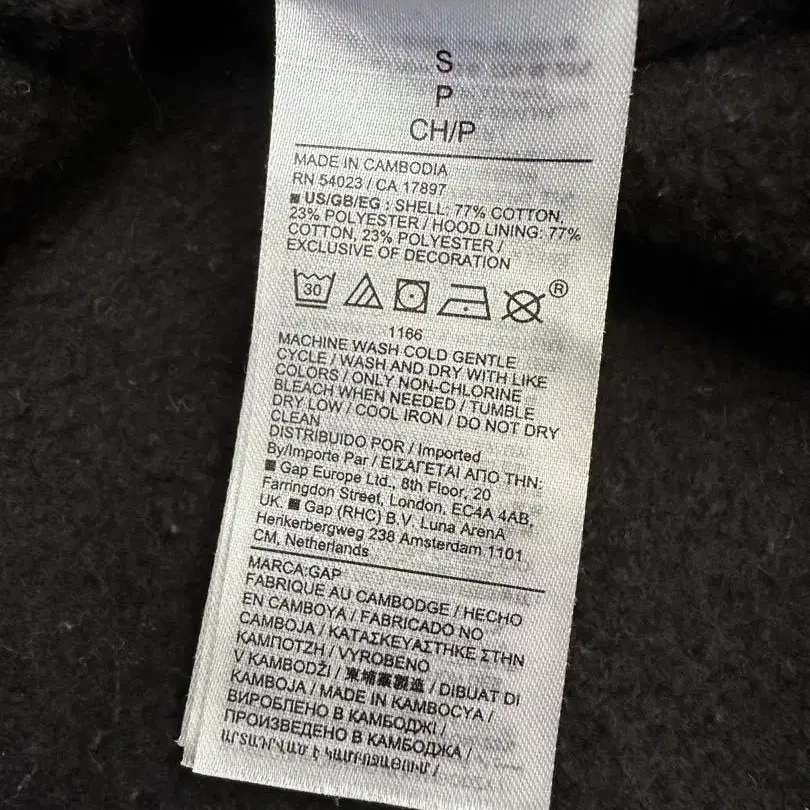 S
P
CH/P
MADE IN CAMBODIA
RN 54023 / CA 17897
■ US/GB/EG : SHELL: 77% COTTON,
23% POLYESTER / HOOD LINING: 77%
COTTON, 23% POLYESTER /
EXCLUSIVE OF DECORATION
30 ®
1166
MACHINE WASH COLD GENTLE
CYCLE / WASH AND DRY WITH LIKE
COLORS / ONLY NON-CHLORINE
BLEACH WHEN NEEDED / TUMBLE
DRY LOW / COOL IRON / DO NOT DRY
CLEAN
DISTRIBUIDO POR / Imported
By/Importe Par / ΕΙΣΑΓΕΤΑΙ ΑΠΟ ΤΗΝ:
■ Gap Europe Ltd., 8th Floor, 20
Farringdon Street, London, EC4A 4AB,
UK. ■ Gap (RHC) B.V. Luna ArenA
Herikerbergweg 238 Amsterdam 1101
CM, Netherlands
MARCA:GAP
FABRIQUE AU CAMBODGE / HECHO
EN CAMBOYA / FABRICADO NO
CAMBOJA / ΚΑΤΑΣΚΕΥΑΣΤΗΚΕ ΣΤΗΝ
ΚΑΜΠΟΤΖΗ / VYROBENO
V KAMBODŽI / 柬埔寨製造 / DIBUAT DI
KAMBOJA / MADE IN KAMBOCYA /
ВИРОБЛЕНО В КАМБОДЖІ /
ПРОИЗВЕДЕНО В КАМБОДЖА /
ԱՐՏԱԴՐՎԱԾ Է ԿԱՄԲՈՋԱՅՈՒՄ /